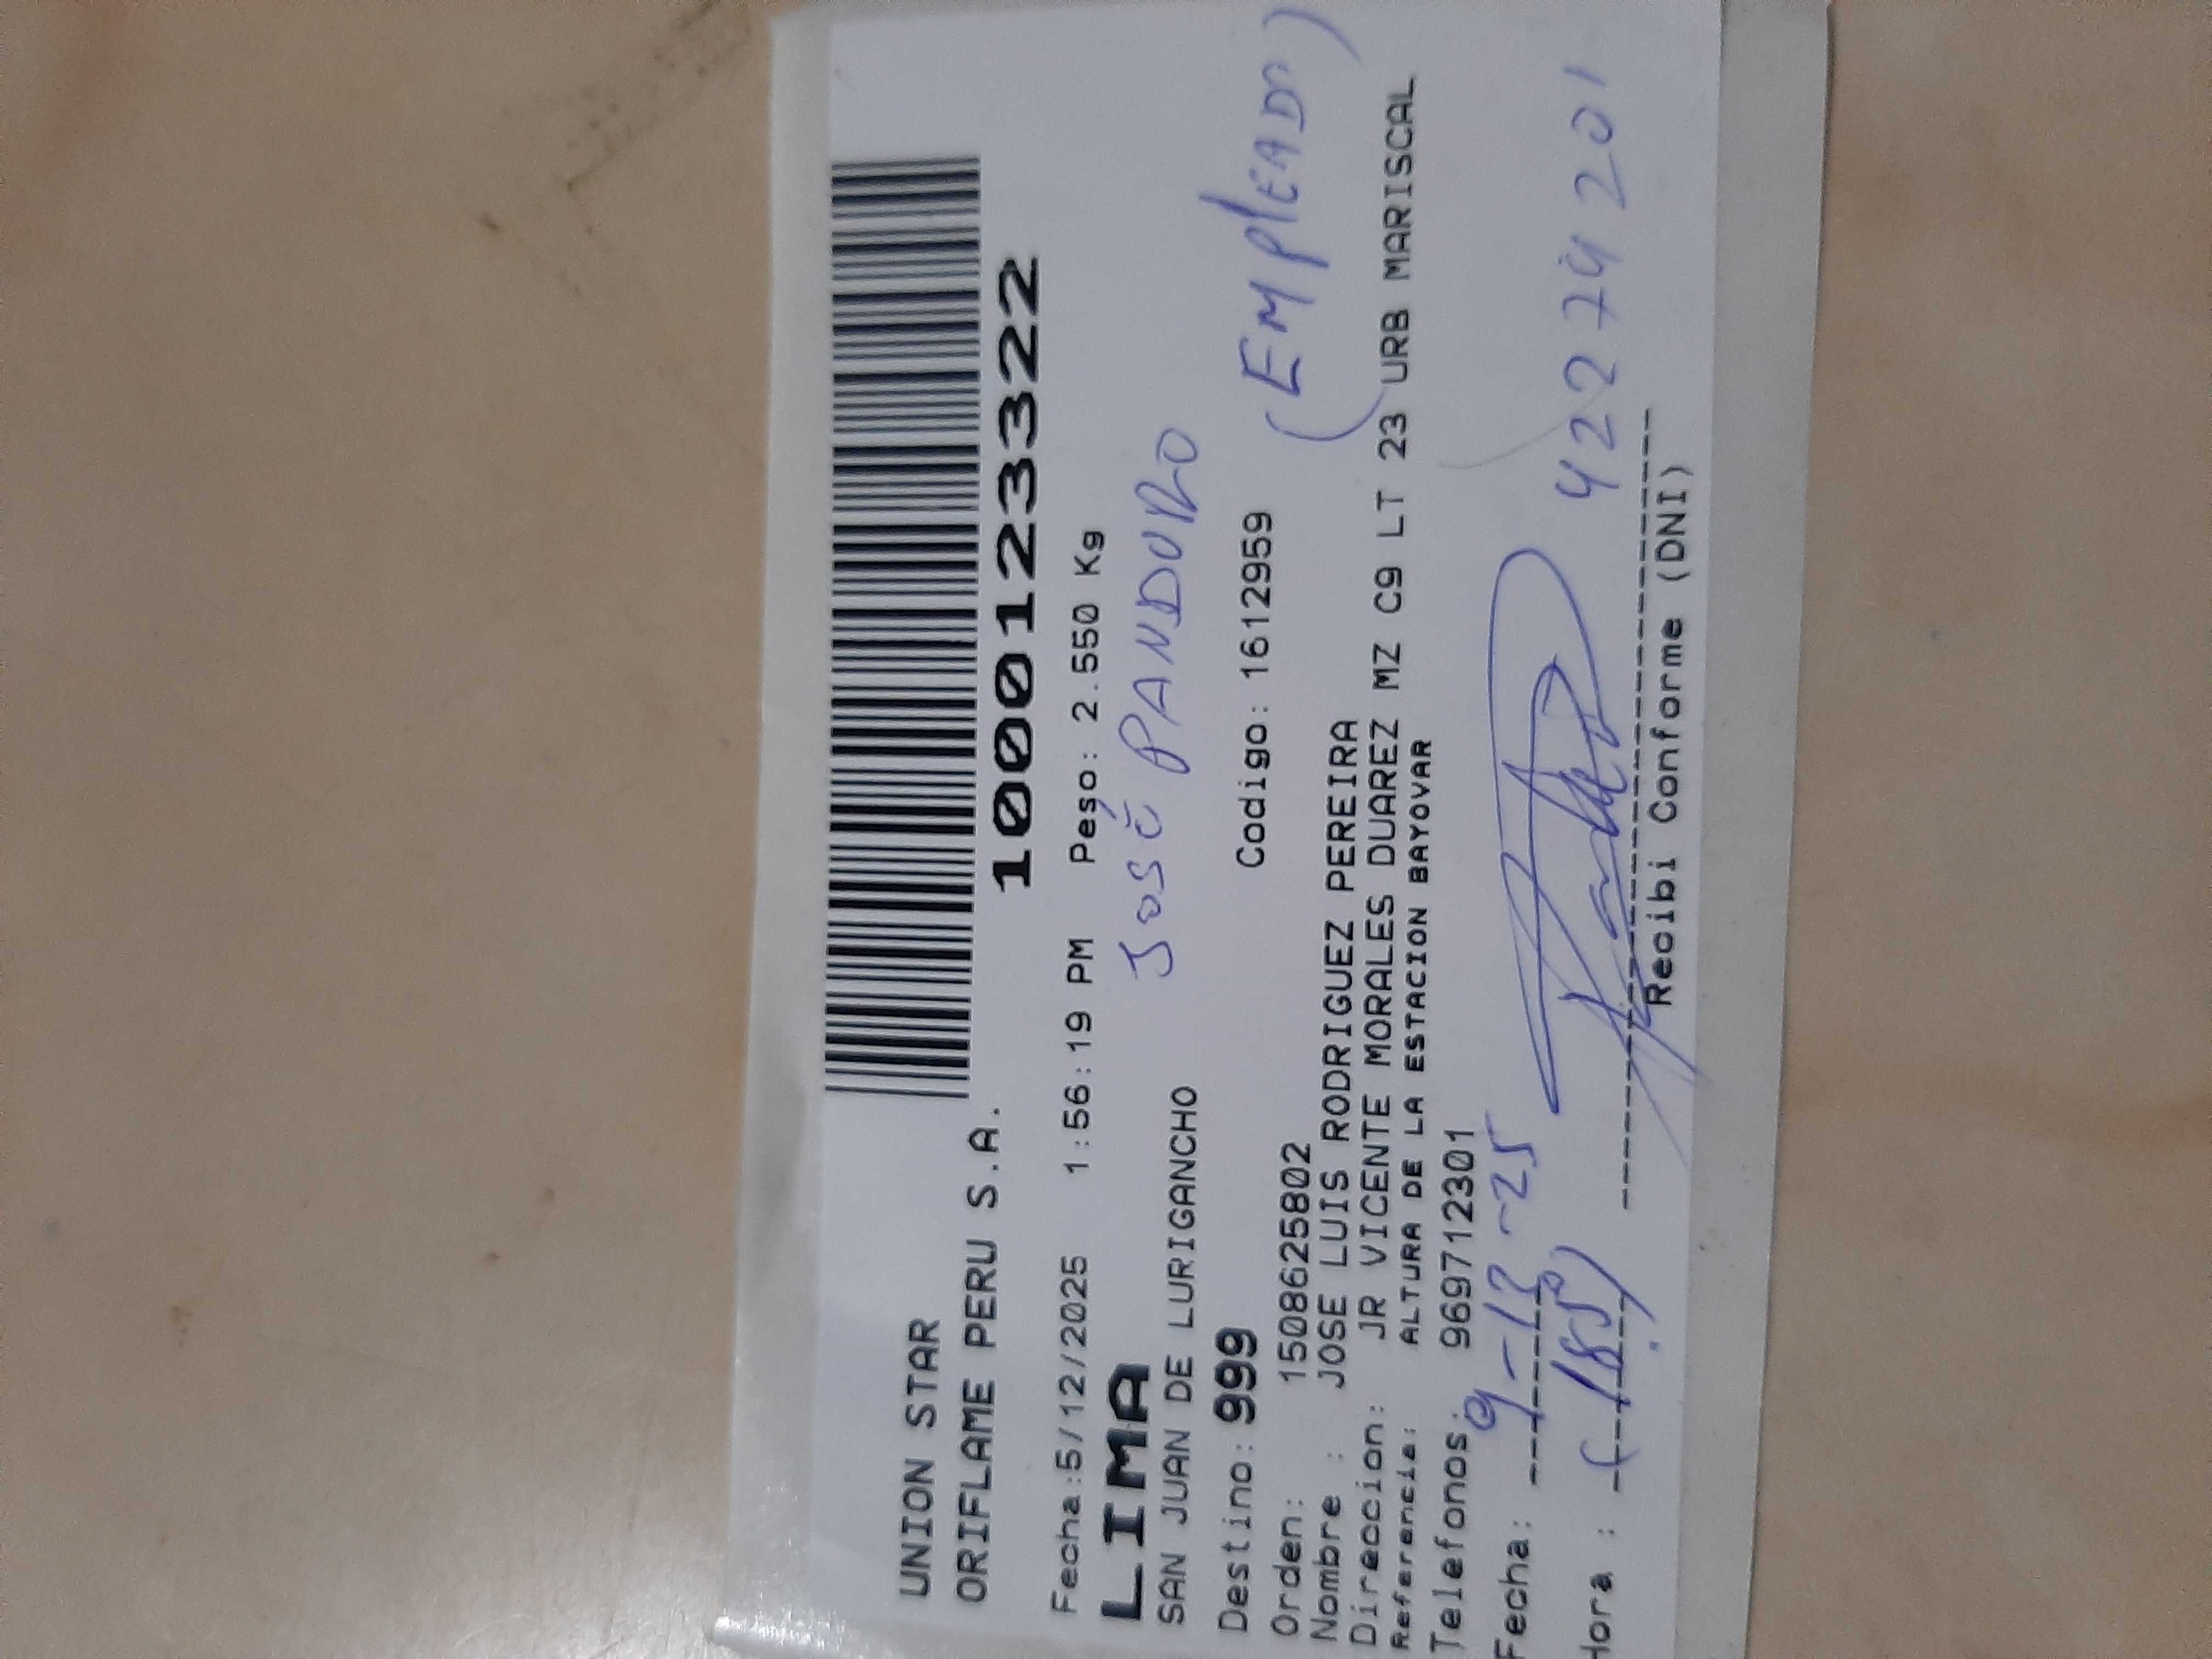 UNION STAR
ORIFLAME PERU S.A.
1000123322
Fecha:5/12/2025 1:56:19 PM Peso: 2.550 Kg
LIMA
JOSÉ PANDURO
SAN JUAN DE LURIGANCHO
Destino: 999 Codigo: 1612959
(EMPLEADO)
Orden: 1508625802
Nombre : JOSE LUIS RODRIGUEZ PEREIRA
Direccion: JR VICENTE MORALES DUAREZ MZ C9 LT 23 URB MARISCAL
Referencia: ALTURA DE LA ESTACION BAYOVAR
Telefonos: 969712301
Fecha: 9-12-25
42274201
Hora :
Recibi Conforme (DNI)